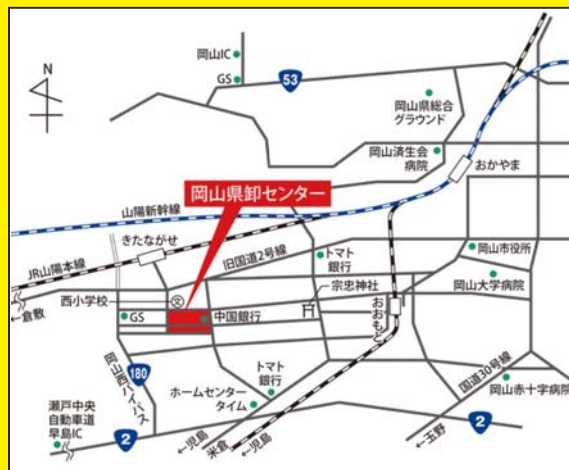 N
岡山IC
GS
53
岡山県総合
グラウンド
岡山済生会
病院
おかやま
岡山県卸センター
山陽新幹線
きたながせ
JR山陽本線
旧国道2号線
トマト
銀行
岡山市役所
岡山大学病院
西小学校
文
宗忠神社
おおもと
←倉敷
GS
中国銀行
岡山西バイパス
180
トマト
銀行
ホームセンター
タイム
国道30号線
岡山赤十字病院
瀬戸中央
自動車道
早島IC
2
←児島
米倉
←児島
←玉野
2